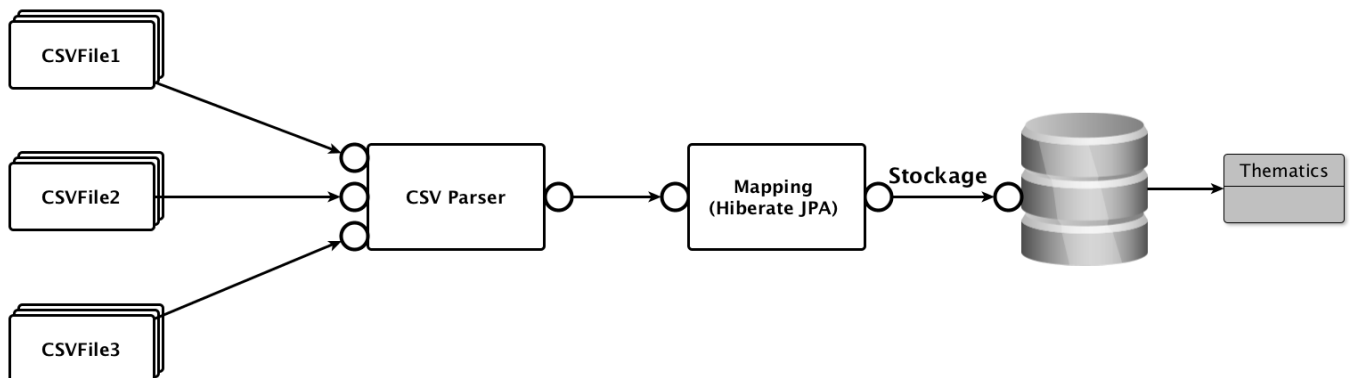 CSVFile1
CSVFile2
CSVFile3
CSV Parser
Mapping
(Hiberate JPA)
Stockage
Thematics